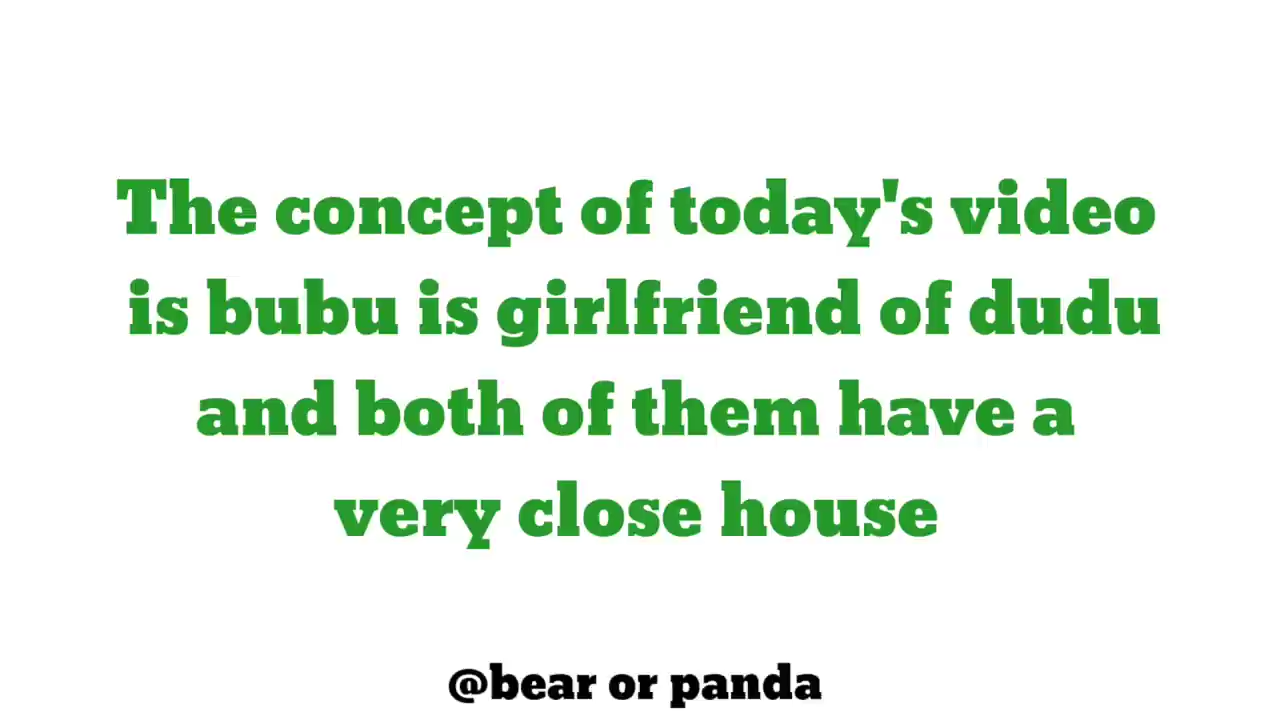 The concept of today's video
is bubu is girlfriend of dudu
and both of them have a
very close house
@bear or panda